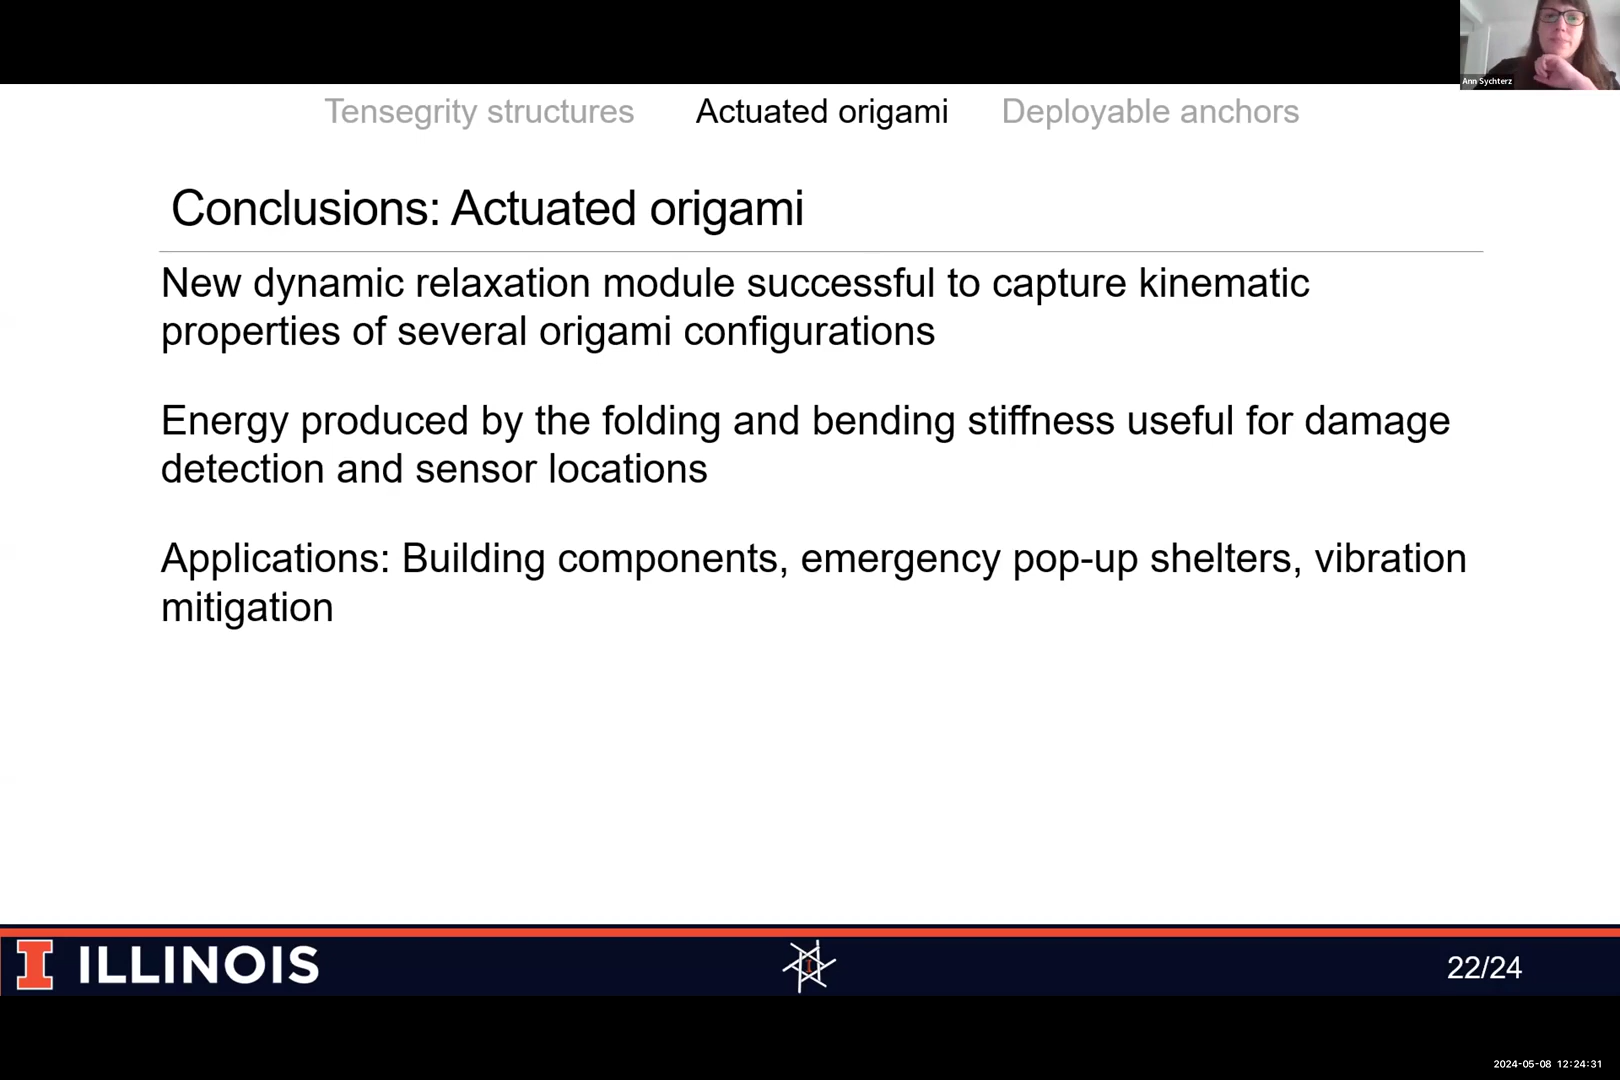 Ann Sychterz
Tensegrity structures Actuated origami Deployable anchors
Conclusions: Actuated origami
New dynamic relaxation module successful to capture kinematic
properties of several origami configurations
Energy produced by the folding and bending stiffness useful for damage
detection and sensor locations
Applications: Building components, emergency pop-up shelters, vibration
mitigation
I ILLINOIS
I
22/24
2024-05-08 12:24:31